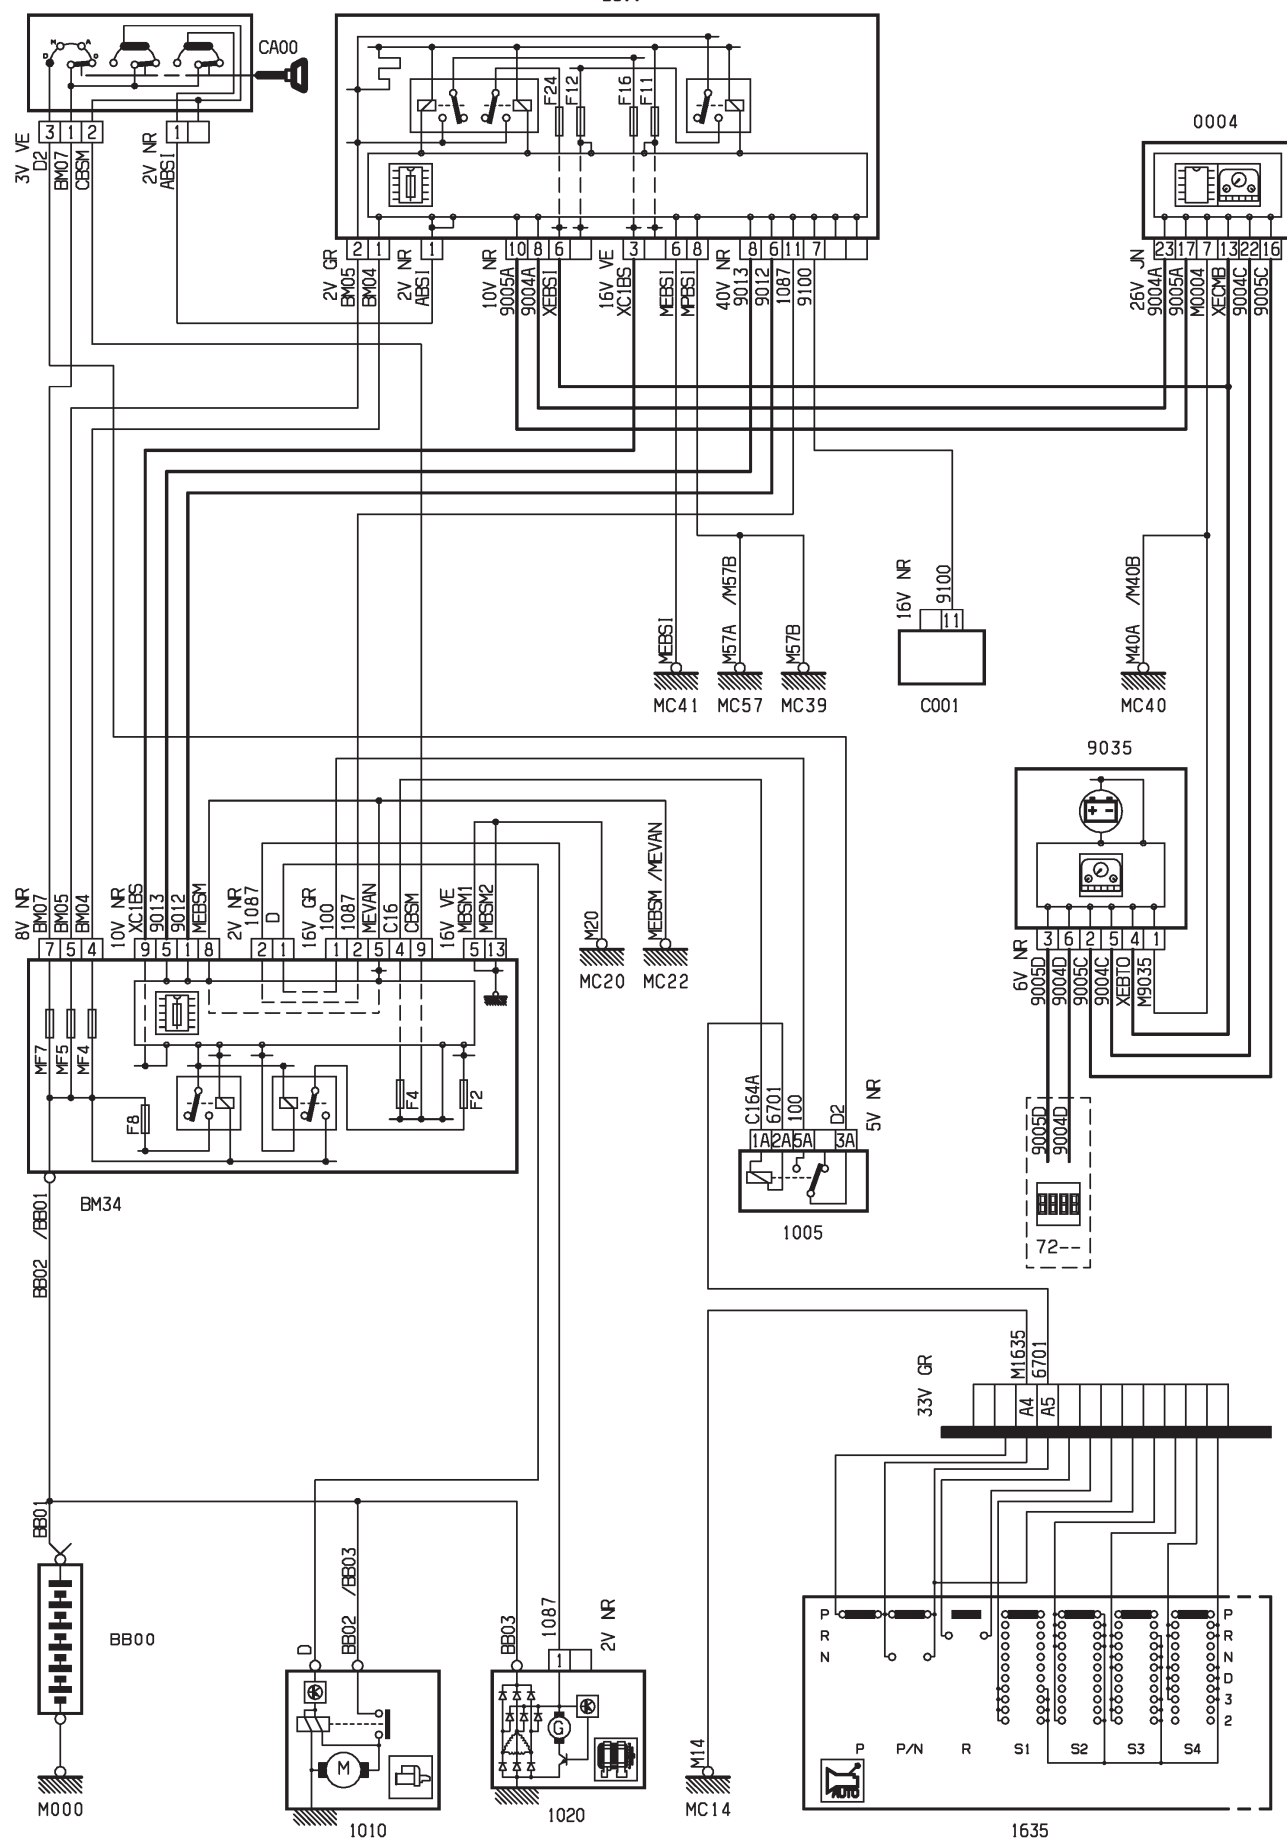 CA00
M A
D D
3 1 2
1
3V VE
D2
BM07
CBSM
2V NR
ABSI
F24
F12
F16
F11
2 1
1
10 8 6
3
6 8
8 6 11 7
2V GR
BM05
BM04
2V NR
ABSI
10V NR
9005A
9004A
XEBSI
16V VE
XC1BS
MEBSI
MPBSI
40V NR
9013
9012
1087
9100
0004
23 17 7 13 22 16
26V JN
9004A
9005A
M0004
XECMB
9004C
9005C
MEBSI
M57A /M57B
M57B
MC41
MC57
MC39
16V NR
9100
11
C001
M40A /M40B
MC40
9035
3 6 2 5 4 1
6V NR
9005D
9004D
9005C
9004C
XEBTO
M9035
9005D
9004D
72--
8V NR
BM07
BM05
BM04
10V NR
XC1BS
9013
9012
MEBSM
2V NR
1087
D
16V GR
100
1087
MEVAN
C16
CBSM
16V VE
MBSM1
MBSM2
7 5 4
9 5 1 8
2 1
1 2 5 4 9
5 13
M20
MC20
MEBSM /MEVAN
MC22
MF7
MF5
MF4
F8
F4
F2
BM34
C164A
6701
100
D2
5V NR
1A 2A 5A 3A
1005
BB02 /BB01
33V GR
M1635
6701
A4 A5
BB01
BB00
M000
D
BB02 /BB03
M
1010
BB03
1087
1
2V NR
G
1020
M14
MC14
P
R
N
P
R
N
D
3
2
P P/N R S1 S2 S3 S4
AUTO
1635